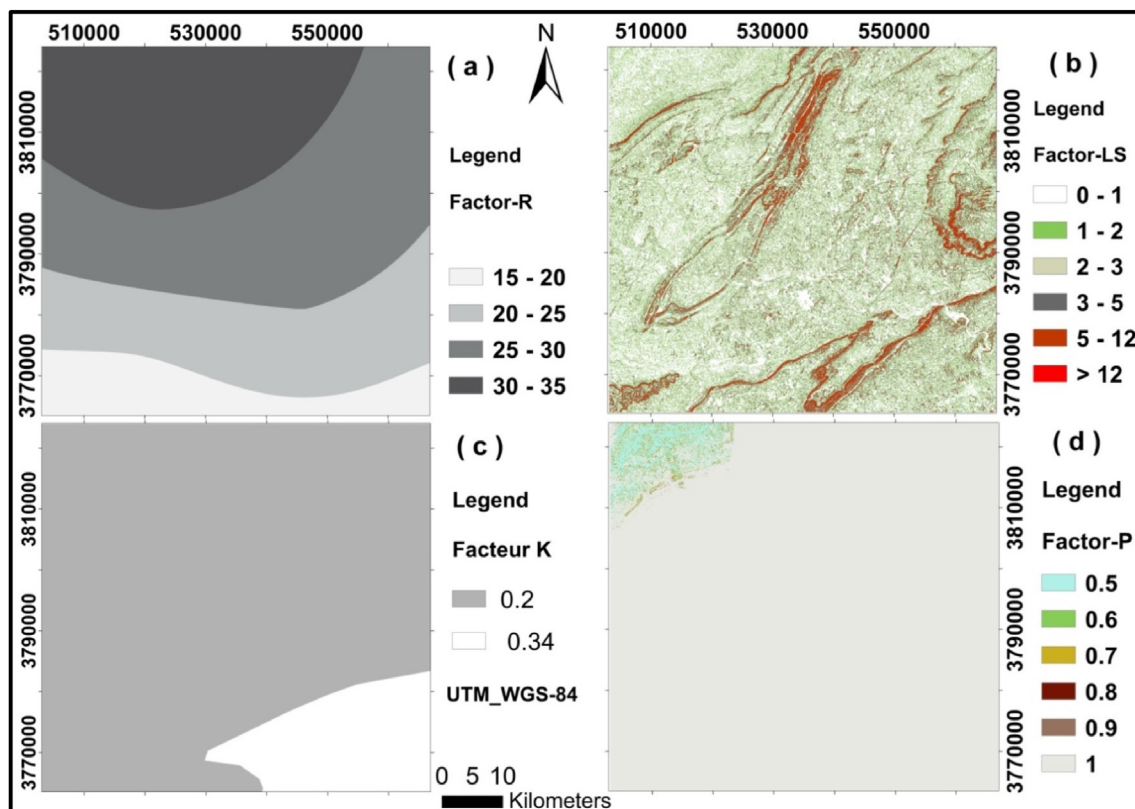 510000 530000 550000
3810000
3790000
3770000
( a )
Legend
Factor-R
15 - 20
20 - 25
25 - 30
30 - 35
N
510000 530000 550000
( b )
Legend
Factor-LS
0 - 1
1 - 2
2 - 3
3 - 5
5 - 12
> 12
3810000
3790000
3770000
3810000
3790000
3770000
( c )
Legend
Facteur K
0.2
0.34
UTM_WGS-84
0 5 10
Kilometers
( d )
Legend
Factor-P
0.5
0.6
0.7
0.8
0.9
1
3810000
3790000
3770000